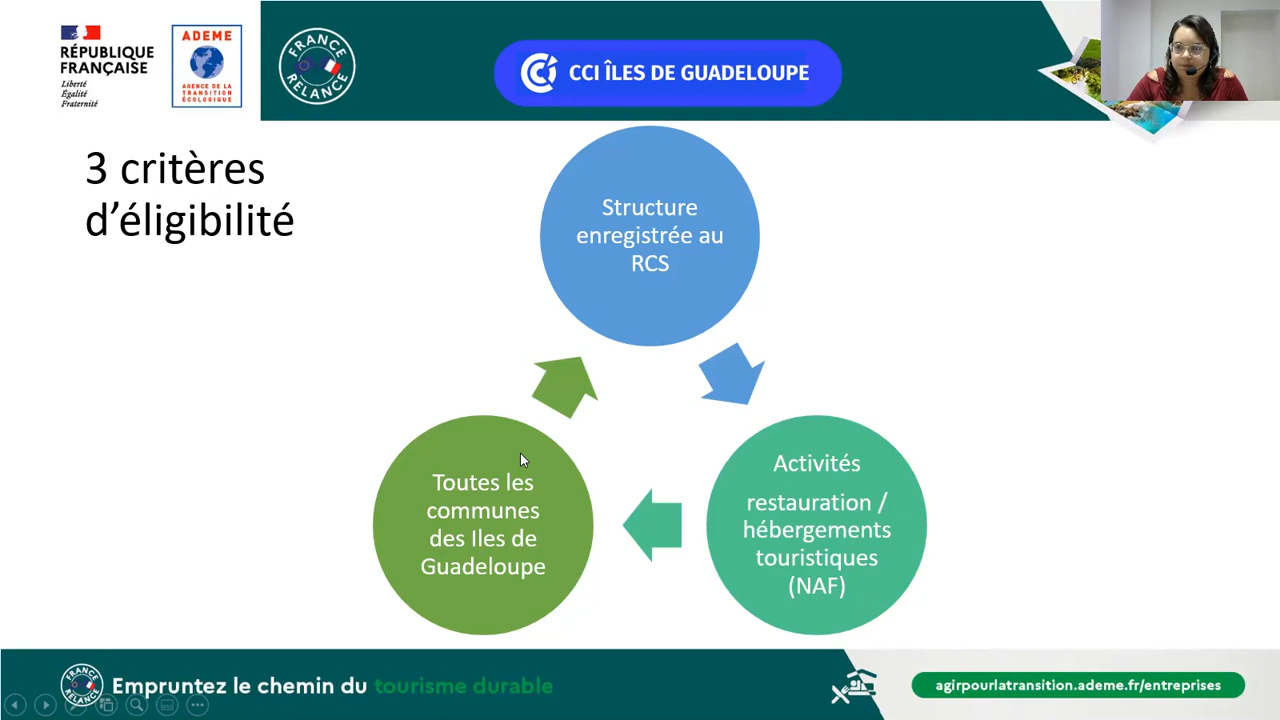 RÉPUBLIQUE
FRANÇAISE
Liberté
Égalité
Fraternité
ADEME
AGENCE DE LA
TRANSITION
ÉCOLOGIQUE
FRANCE
RELANCE
CCI ÎLES DE GUADELOUPE
3 critères
d’éligibilité
Structure
enregistrée au
RCS
Activités
restauration /
hébergements
touristiques
(NAF)
Toutes les
communes
des Iles de
Guadeloupe
FRANCE
RELANCE
Empruntez le chemin du tourisme durable
agirpourlatransition.ademe.fr/entreprises